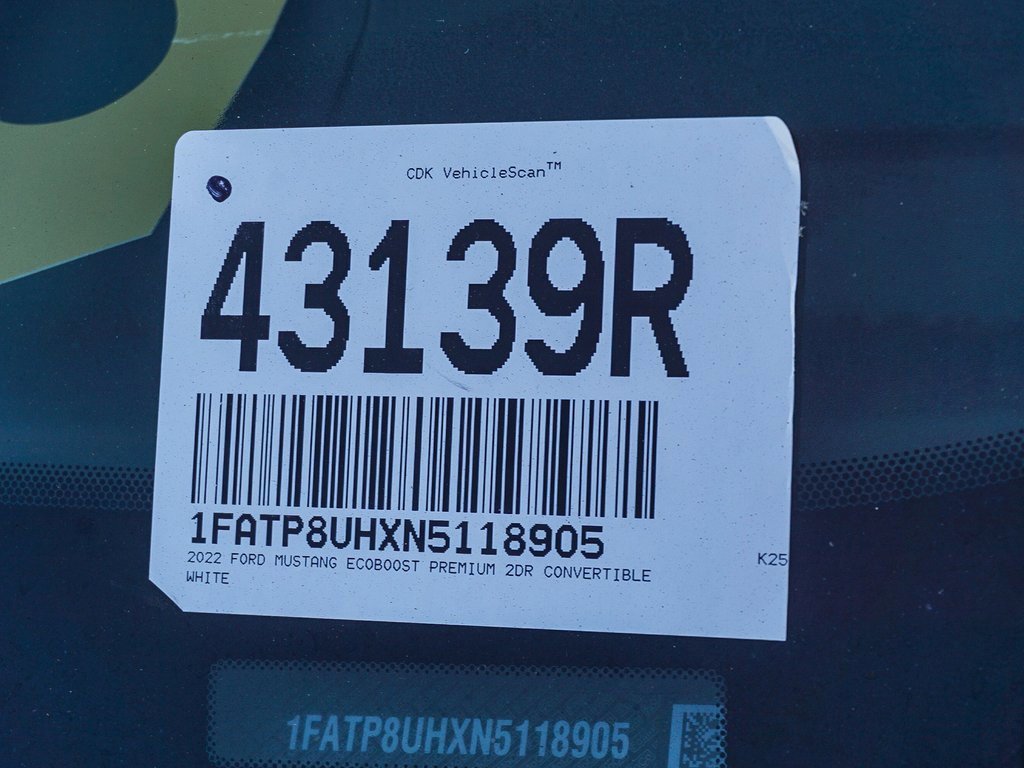 CDK VehicleScan™
43139R
1FATP8UHXN5118905
2022 FORD MUSTANG ECOBOOST PREMIUM 2DR CONVERTIBLE
WHITE
K25
1FATP8UHXN5118905